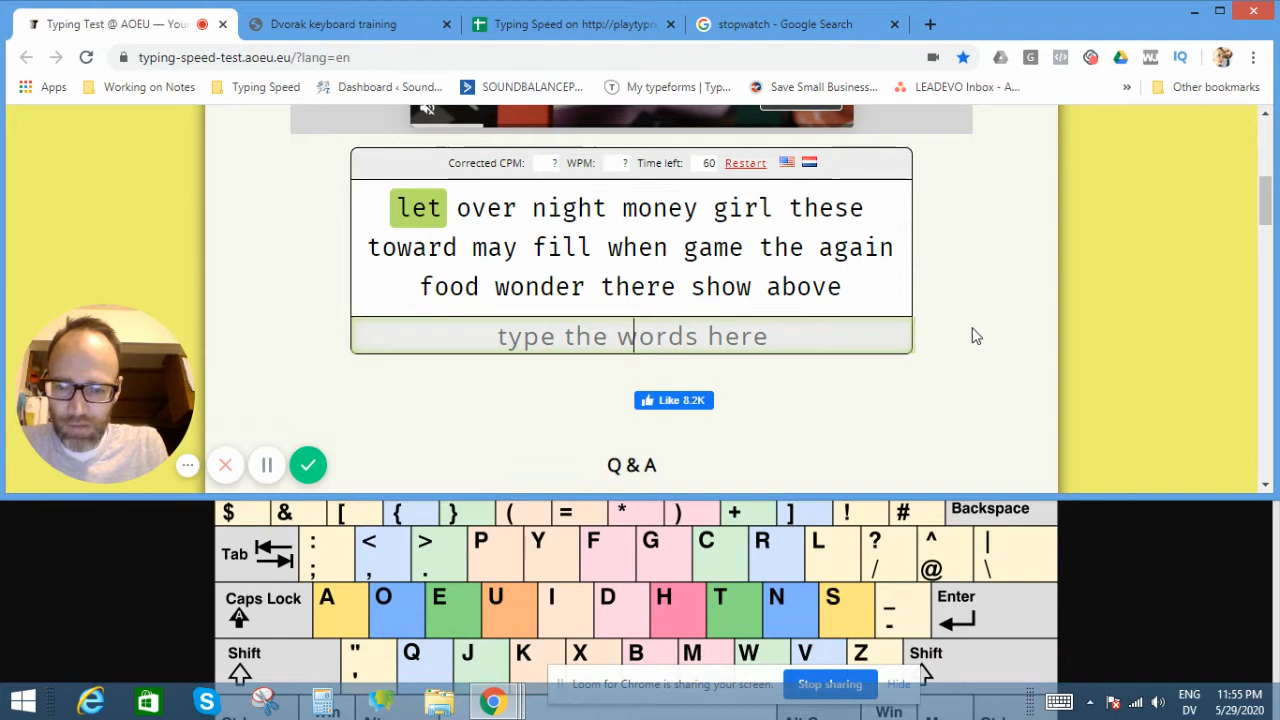 Typing Test @ AOEU — Your
Dvorak keyboard training
Typing Speed on http://playtypr
stopwatch - Google Search
typing-speed-test.aoeu.eu/?lang=en
Apps
Working on Notes
Typing Speed
Dashboard ‹ Sound...
SOUNDBALANCEP...
My typeforms | Typ...
Save Small Business...
LEADEVO Inbox - A...
»
Other bookmarks
Corrected CPM: ? WPM: ? Time left: 60 Restart
let over night money girl these
toward may fill when game the again
food wonder there show above
type the words here
Like 8.2K
Q & A
$ & [ { } ( = * ) + ] ! # Backspace
Tab : < > P Y F G C R L ? ^ |
; , . / @ \
Caps Lock A O E U I D H T N S _ Enter
-
Shift " Q J K X B M W V Z Shift
'
Loom for Chrome is sharing your screen. Stop sharing Hide
Win
ENG
DV
11:55 PM
5/29/2020